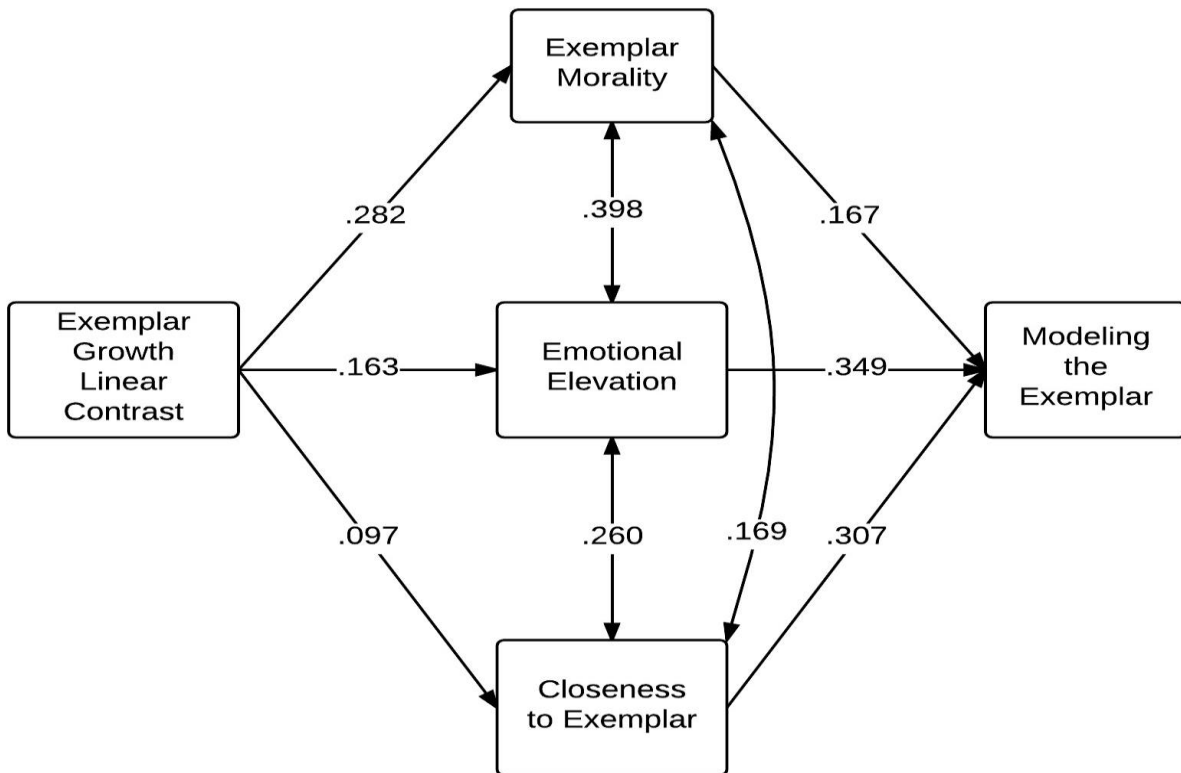 Exemplar
Morality
.282
.398
.167
Exemplar
Growth
Linear
Contrast
.163
Emotional
Elevation
.349
Modeling
the
Exemplar
.097
.260
.169
.307
Closeness
to Exemplar